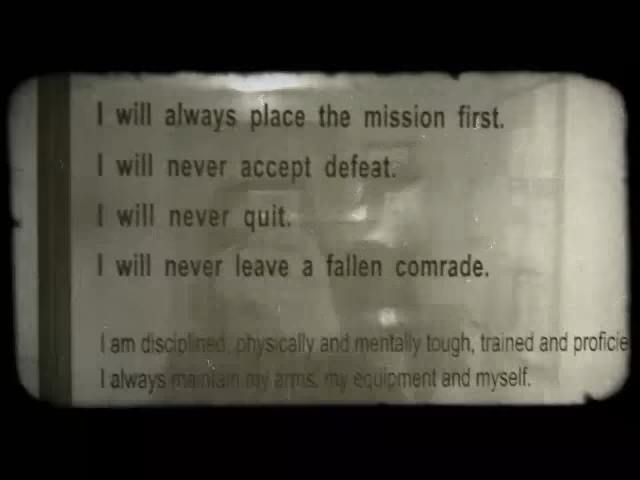 I will always place the mission first.
I will never accept defeat.
I will never quit.
I will never leave a fallen comrade.
I am disciplined, physically and mentally tough, trained and proficie
I always maintain my arms, my equipment and myself.